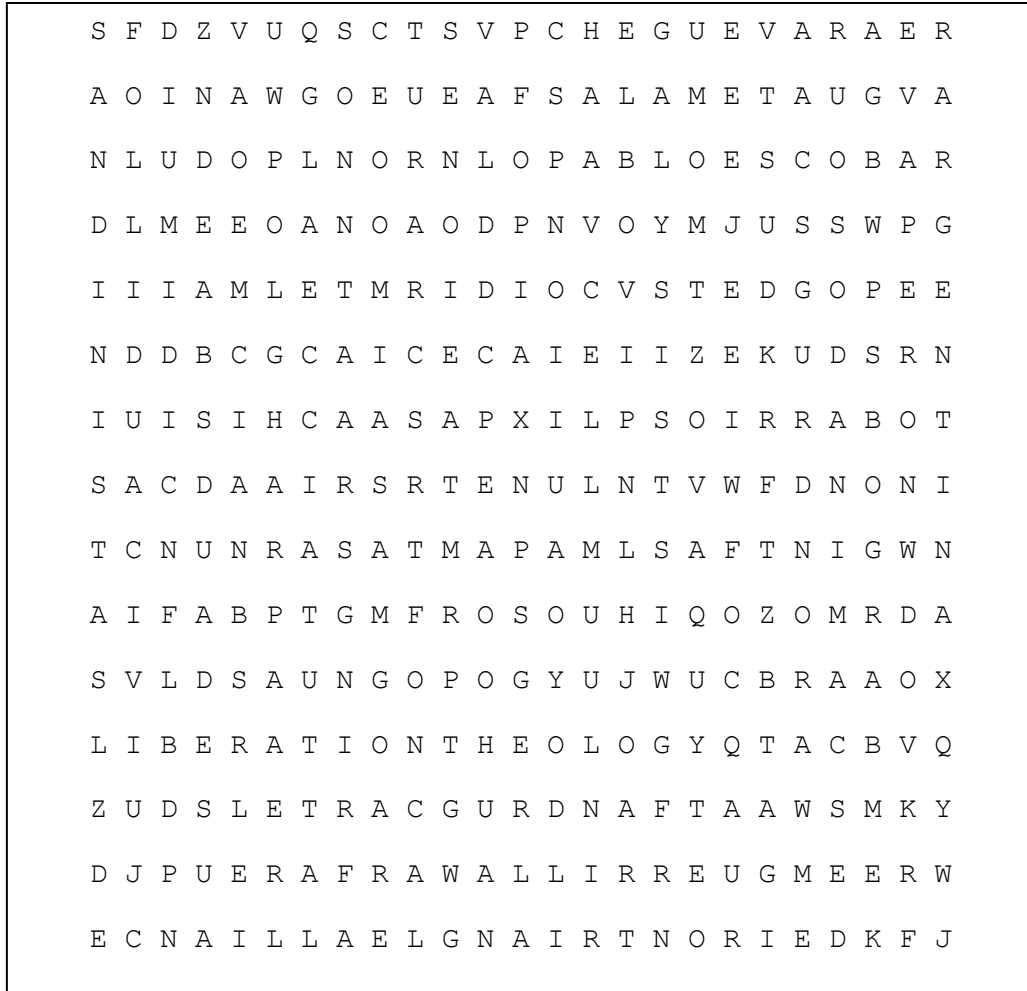 S F D Z V U Q S C T S V P C H E G U E V A R A E R
A O I N A W G O E U E A F S A L A M E T A U G V A
N L U D O P L N O R N L O P A B L O E S C O B A R
D L M E E O A N O A O D P N V O Y M J U S S W P G
I I I A M L E T M R I D I O C V S T E D G O P E E
N D D B C G C A I C E C A I E I I Z E K U D S R N
I U I S I H C A A S A P X I L P S O I R R A B O T
S A C D A A I R S R T E N U L N T V W F D N O N I
T C N U N R A S A T M A P A M L S A F T N I G W N
A I F A B P T G M F R O S O U H I Q O Z O M R D A
S V L D S A U N G O P O G Y U J W U C B R A A O X
L I B E R A T I O N T H E O L O G Y Q T A C B V Q
Z U D S L E T R A C G U R D N A F T A A W S M K Y
D J P U E R A F R A W A L L I R R E U G M E E R W
E C N A I L L A E L G N A I R T N O R I E D K F J